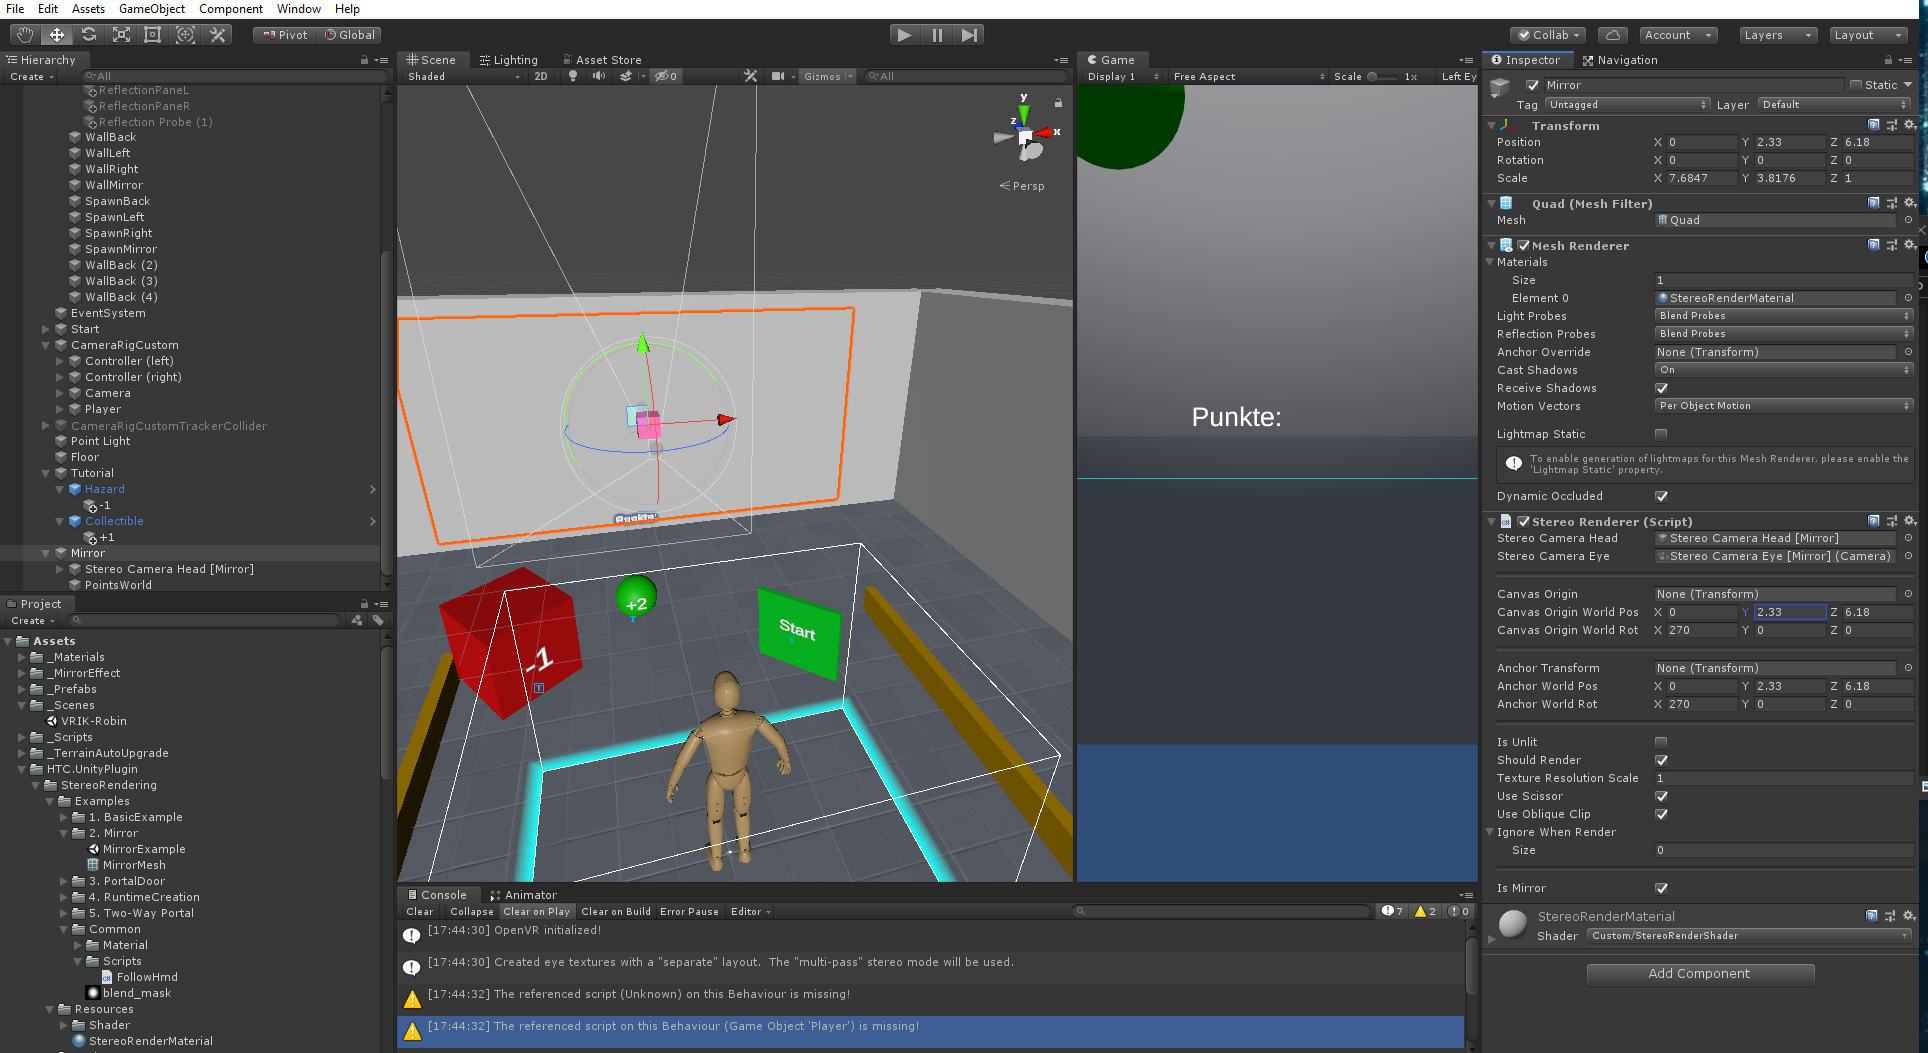 File Edit Assets GameObject Component Window Help
Pivot Global Collab Account Layers Layout
Hierarchy
Create All
ReflectionPaneL
ReflectionPaneR
Reflection Probe (1)
WallBack
WallLeft
WallRight
WallMirror
SpawnBack
SpawnLeft
SpawnRight
SpawnMirror
WallBack (2)
WallBack (3)
WallBack (4)
EventSystem
Start
CameraRigCustom
Controller (left)
Controller (right)
Camera
Player
CameraRigCustomTrackerCollider
Point Light
Floor
Tutorial
Hazard
-1
Collectible
+1
Mirror
Stereo Camera Head [Mirror]
PointsWorld
Project
Create
Assets
_Materials
_MirrorEffect
_Prefabs
_Scenes
VRIK-Robin
_Scripts
_TerrainAutoUpgrade
HTC.UnityPlugin
StereoRendering
Examples
1. BasicExample
2. Mirror
MirrorExample
MirrorMesh
3. PortalDoor
4. RuntimeCreation
5. Two-Way Portal
Common
Material
Scripts
FollowHmd
blend_mask
Resources
Shader
StereoRenderMaterial
Scene Lighting Asset Store
Shaded 2D 0 Gizmos All
y
z x
Persp
Punkte:
+2
Start
-1
Game
Display 1 Free Aspect Scale 1x Left Ey
Punkte:
Console Animator
Clear Collapse Clear on Play Clear on Build Error Pause Editor 7 2 0
[17:44:30] OpenVR initialized!
[17:44:30] Created eye textures with a "separate" layout. The "multi-pass" stereo mode will be used.
[17:44:32] The referenced script (Unknown) on this Behaviour is missing!
[17:44:32] The referenced script on this Behaviour (Game Object 'Player') is missing!
Inspector Navigation
Mirror Static
Tag Untagged Layer Default
Transform
Position X 0 Y 2.33 Z 6.18
Rotation X 0 Y 0 Z 0
Scale X 7.6847 Y 3.8176 Z 1
Quad (Mesh Filter)
Mesh Quad
Mesh Renderer
Materials
Size 1
Element 0 StereoRenderMaterial
Light Probes Blend Probes
Reflection Probes Blend Probes
Anchor Override None (Transform)
Cast Shadows On
Receive Shadows
Motion Vectors Per Object Motion
Lightmap Static
To enable generation of lightmaps for this Mesh Renderer, please enable the
'Lightmap Static' property.
Dynamic Occluded
Stereo Renderer (Script)
Stereo Camera Head Stereo Camera Head [Mirror]
Stereo Camera Eye Stereo Camera Eye [Mirror] (Camera)
Canvas Origin None (Transform)
Canvas Origin World Pos X 0 Y 2.33 Z 6.18
Canvas Origin World Rot X 270 Y 0 Z 0
Anchor Transform None (Transform)
Anchor World Pos X 0 Y 2.33 Z 6.18
Anchor World Rot X 270 Y 0 Z 0
Is Unlit
Should Render
Texture Resolution Scale 1
Use Scissor
Use Oblique Clip
Ignore When Render
Size 0
Is Mirror
StereoRenderMaterial
Shader Custom/StereoRenderShader
Add Component